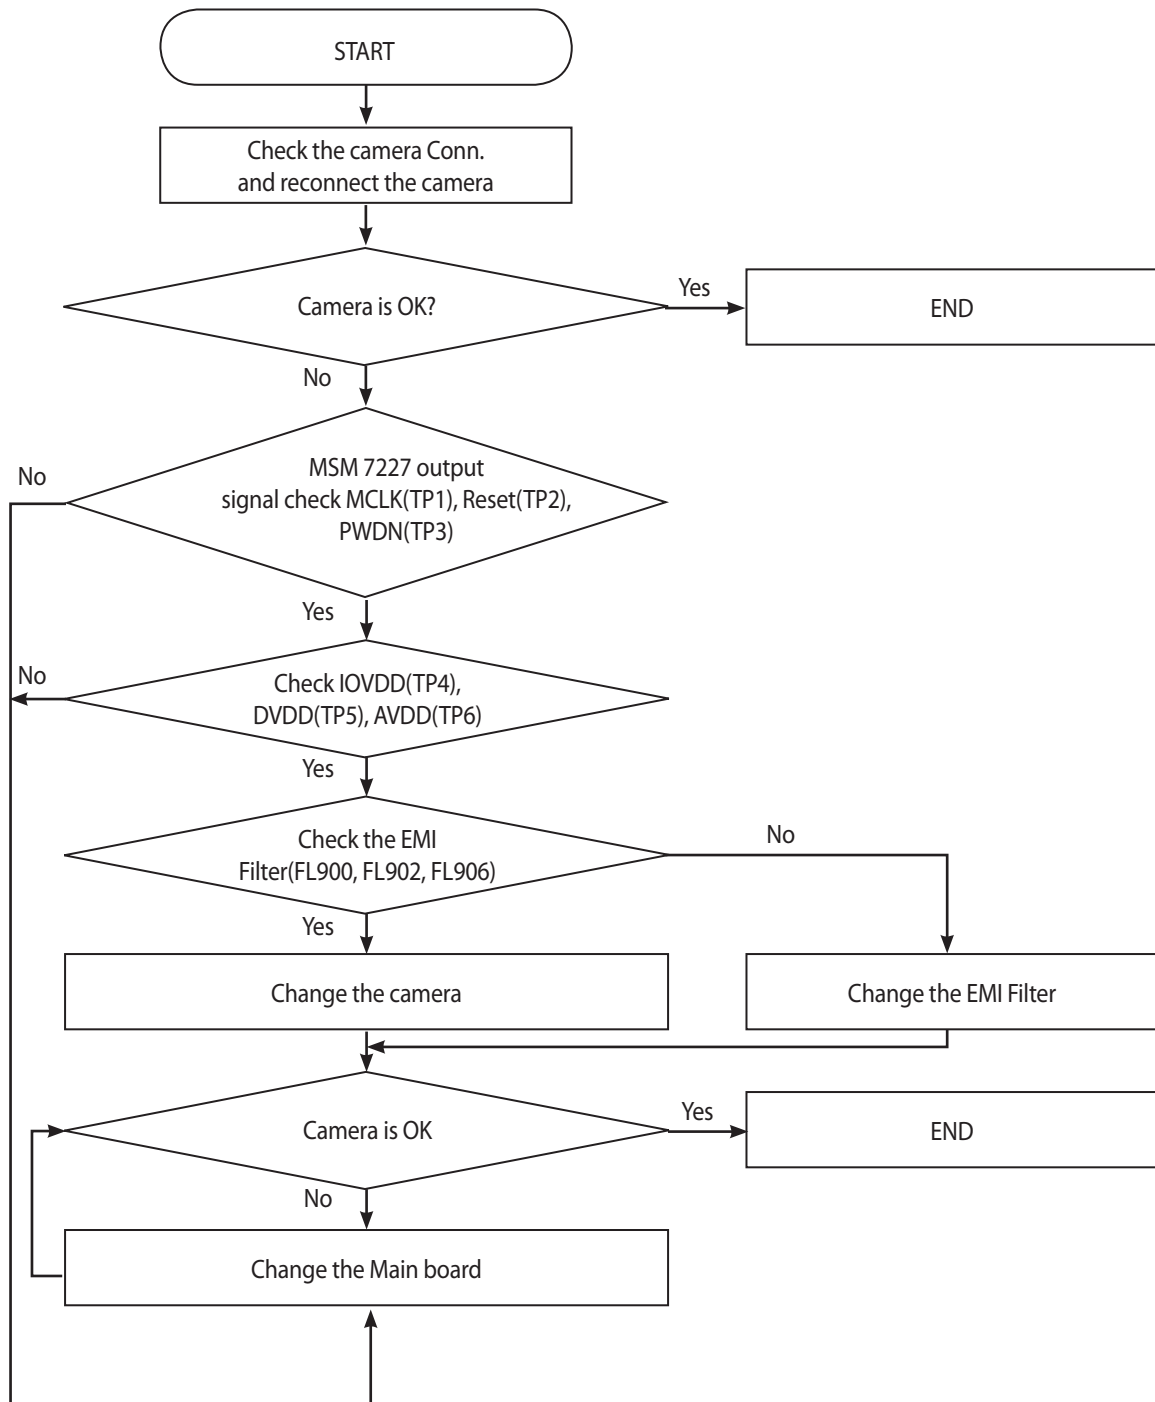 START
Check the camera Conn.
and reconnect the camera
Camera is OK?
Yes
END
No
MSM 7227 output
signal check MCLK(TP1), Reset(TP2),
PWDN(TP3)
No
Yes
Check IOVDD(TP4),
DVDD(TP5), AVDD(TP6)
No
Yes
Check the EMI
Filter(FL900, FL902, FL906)
No
Yes
Change the camera
Change the EMI Filter
Camera is OK
Yes
END
No
Change the Main board